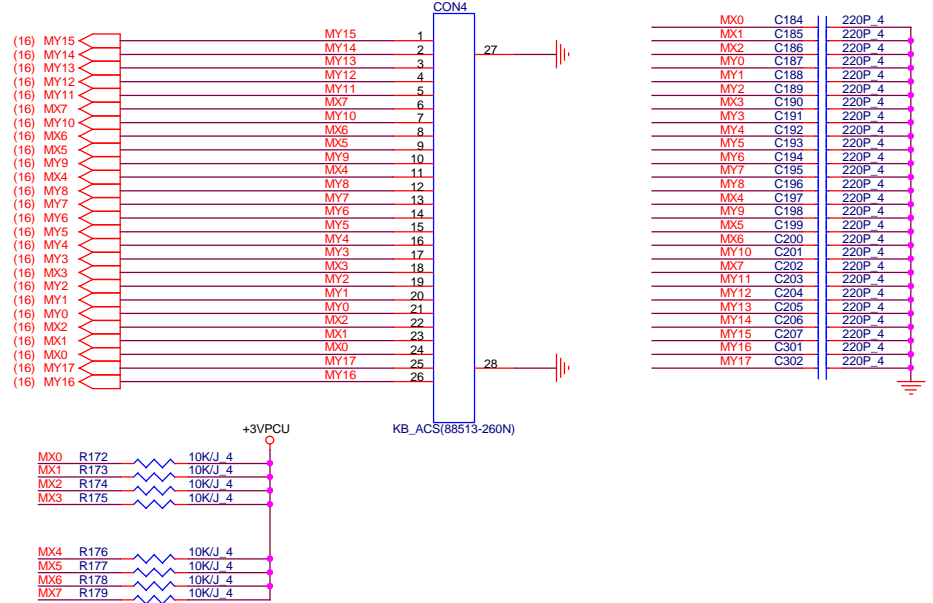 CON4
(16) MY15 MY15 1
(16) MY14 MY14 2
(16) MY13 MY13 3
(16) MY12 MY12 4
(16) MY11 MY11 5
(16) MX7 MX7 6
(16) MY10 MY10 7
(16) MX6 MX6 8
(16) MX5 MX5 9
(16) MY9 MY9 10
(16) MX4 MX4 11
(16) MY8 MY8 12
(16) MY7 MY7 13
(16) MY6 MY6 14
(16) MY5 MY5 15
(16) MY4 MY4 16
(16) MY3 MY3 17
(16) MX3 MX3 18
(16) MY2 MY2 19
(16) MY1 MY1 20
(16) MY0 MY0 21
(16) MX2 MX2 22
(16) MX1 MX1 23
(16) MX0 MX0 24
(16) MY17 MY17 25
(16) MY16 MY16 26
27
28
KB_ACS(88513-260N)
MX0 C184 220P_4
MX1 C185 220P_4
MX2 C186 220P_4
MY0 C187 220P_4
MY1 C188 220P_4
MY2 C189 220P_4
MX3 C190 220P_4
MY3 C191 220P_4
MY4 C192 220P_4
MY5 C193 220P_4
MY6 C194 220P_4
MY7 C195 220P_4
MY8 C196 220P_4
MX4 C197 220P_4
MY9 C198 220P_4
MX5 C199 220P_4
MX6 C200 220P_4
MY10 C201 220P_4
MX7 C202 220P_4
MY11 C203 220P_4
MY12 C204 220P_4
MY13 C205 220P_4
MY14 C206 220P_4
MY15 C207 220P_4
MY16 C301 220P_4
MY17 C302 220P_4
+3VPCU
MX0 R172 10K/J_4
MX1 R173 10K/J_4
MX2 R174 10K/J_4
MX3 R175 10K/J_4
MX4 R176 10K/J_4
MX5 R177 10K/J_4
MX6 R178 10K/J_4
MX7 R179 10K/J_4